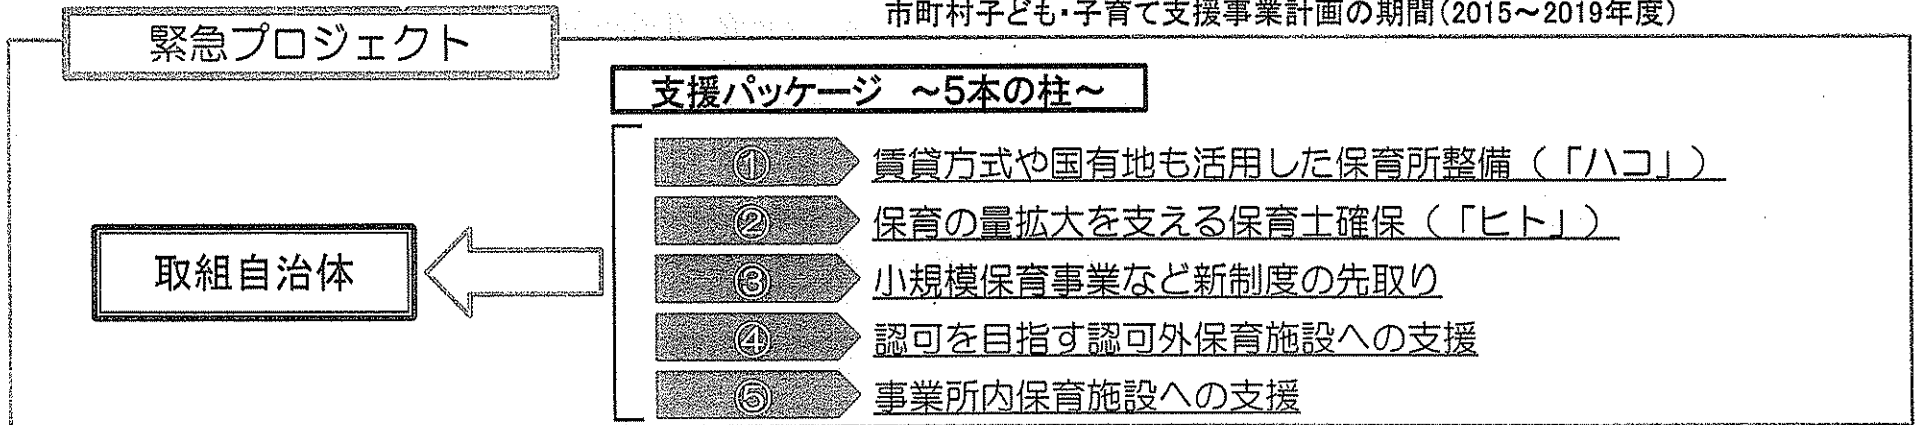 市町村子ども・子育て支援事業計画の期間(2015～2019年度)
緊急プロジェクト
支援パッケージ ～5本の柱～
① 賃貸方式や国有地も活用した保育所整備(「ハコ」)
② 保育の量拡大を支える保育士確保(「ヒト」)
取組自治体
③ 小規模保育事業など新制度の先取り
④ 認可を目指す認可外保育施設への支援
⑤ 事業所内保育施設への支援